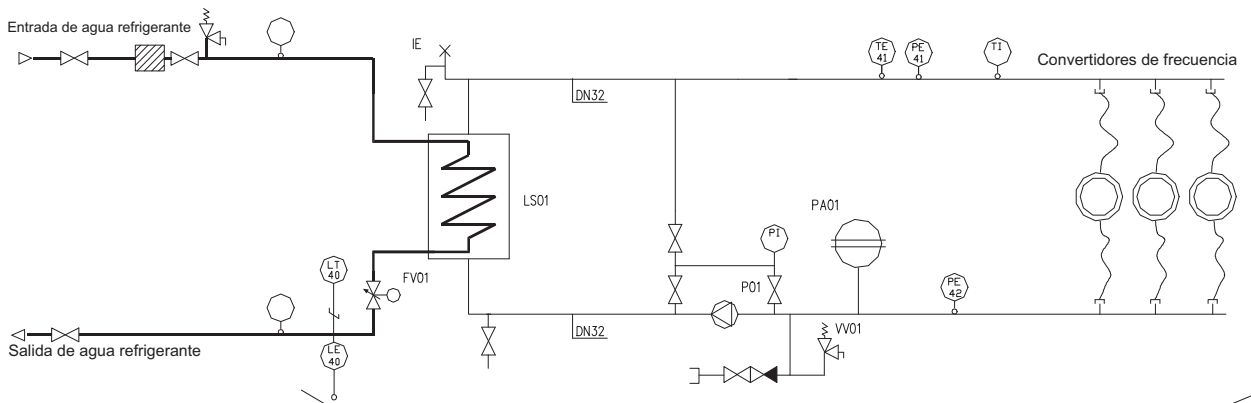 Entrada de agua refrigerante
IE
TE
41
PE
41
TI
Convertidores de frecuencia
DN32
LS01
PA01
PI
LT
40
FV01
P01
PE
42
DN32
VV01
Salida de agua refrigerante
LE
40